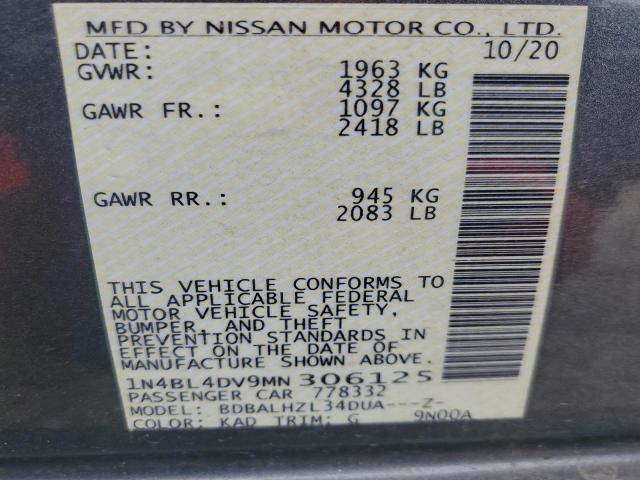 MFD BY NISSAN MOTOR CO., LTD.
DATE: 10/20
GVWR: 1963 KG
4328 LB
GAWR FR.: 1097 KG
2418 LB
GAWR RR.: 945 KG
2083 LB
THIS VEHICLE CONFORMS TO
ALL APPLICABLE FEDERAL
MOTOR VEHICLE SAFETY,
BUMPER, AND THEFT
PREVENTION STANDARDS IN
EFFECT ON THE DATE OF
MANUFACTURE SHOWN ABOVE.
1N4BL4DV9MN306125
PASSENGER CAR 778332
MODEL: BDBALHZL34DUA---Z-
COLOR: KAD TRIM: G 9N00A